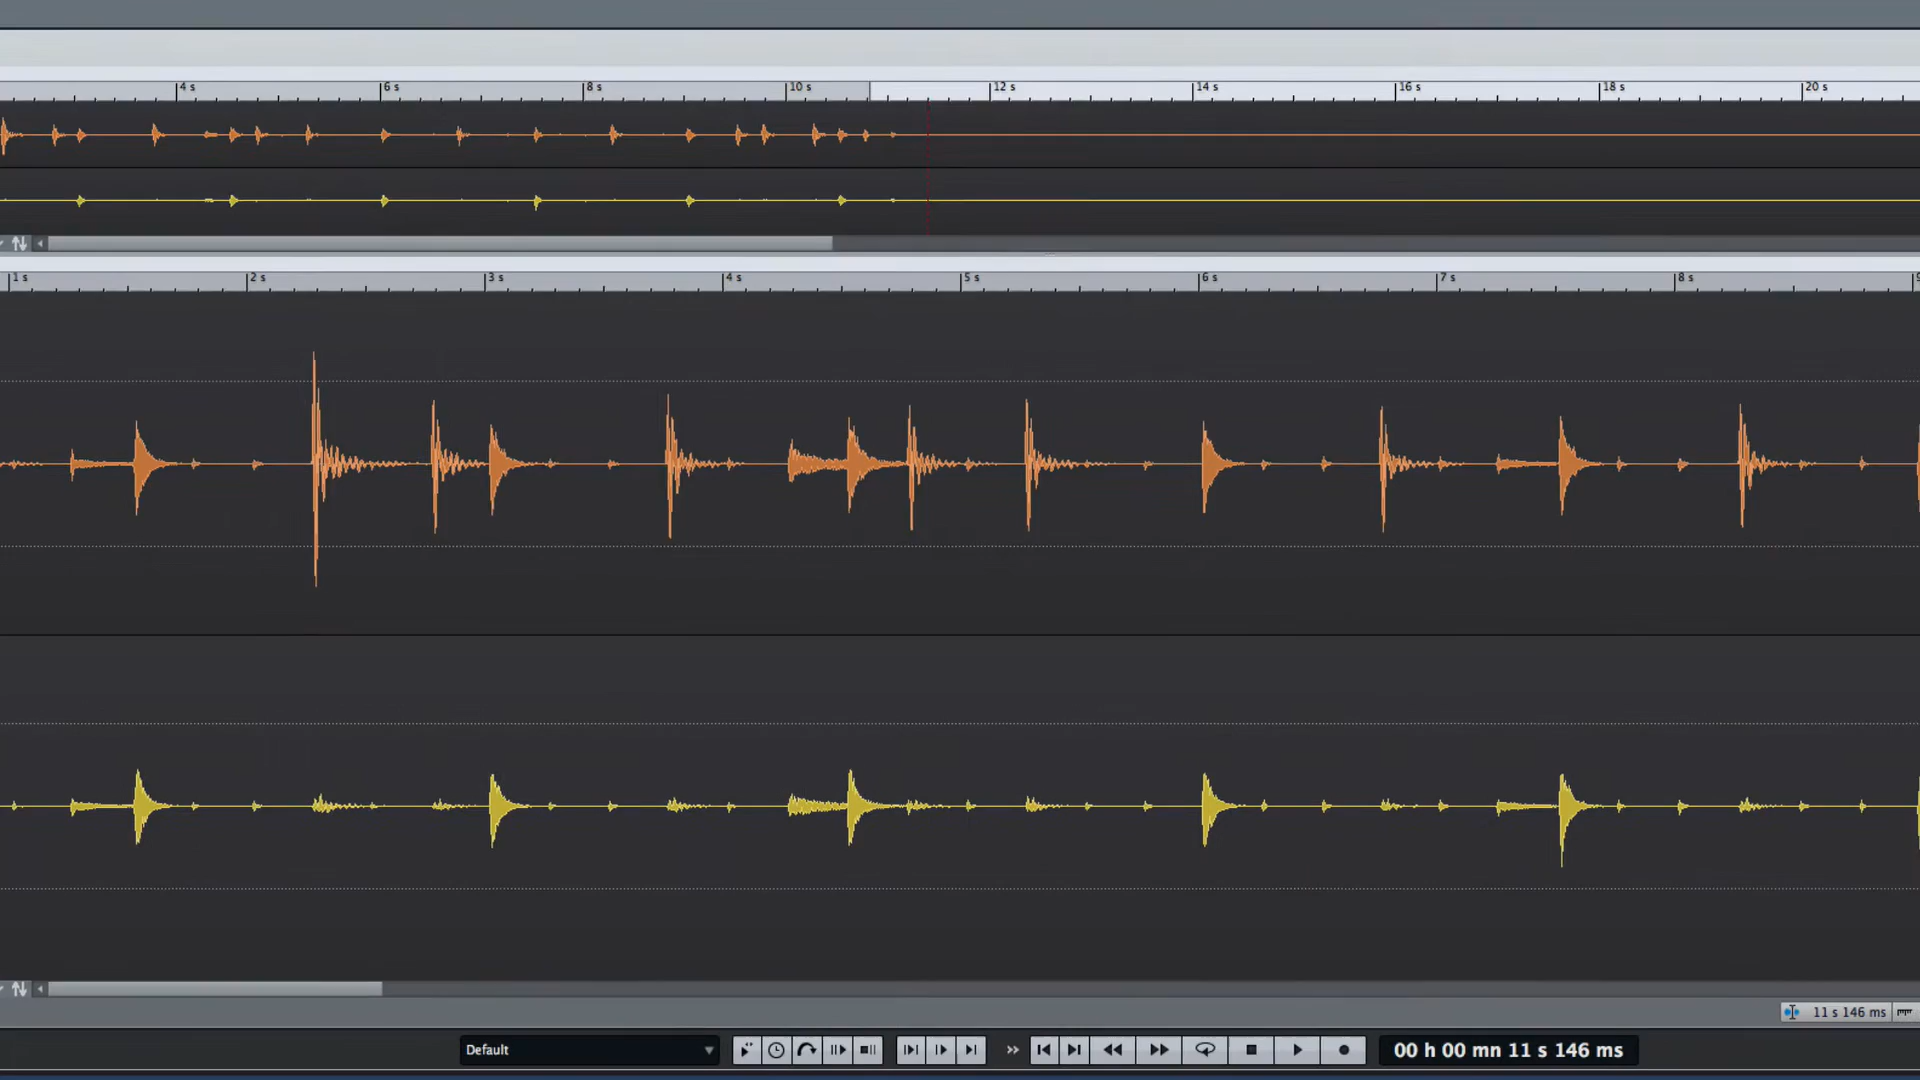 4 s 6 s 8 s 10 s 12 s 14 s 16 s 18 s 20 s
1 s 2 s 3 s 4 s 5 s 6 s 7 s 8 s 9
11 s 146 ms
Default 00 h 00 mn 11 s 146 ms